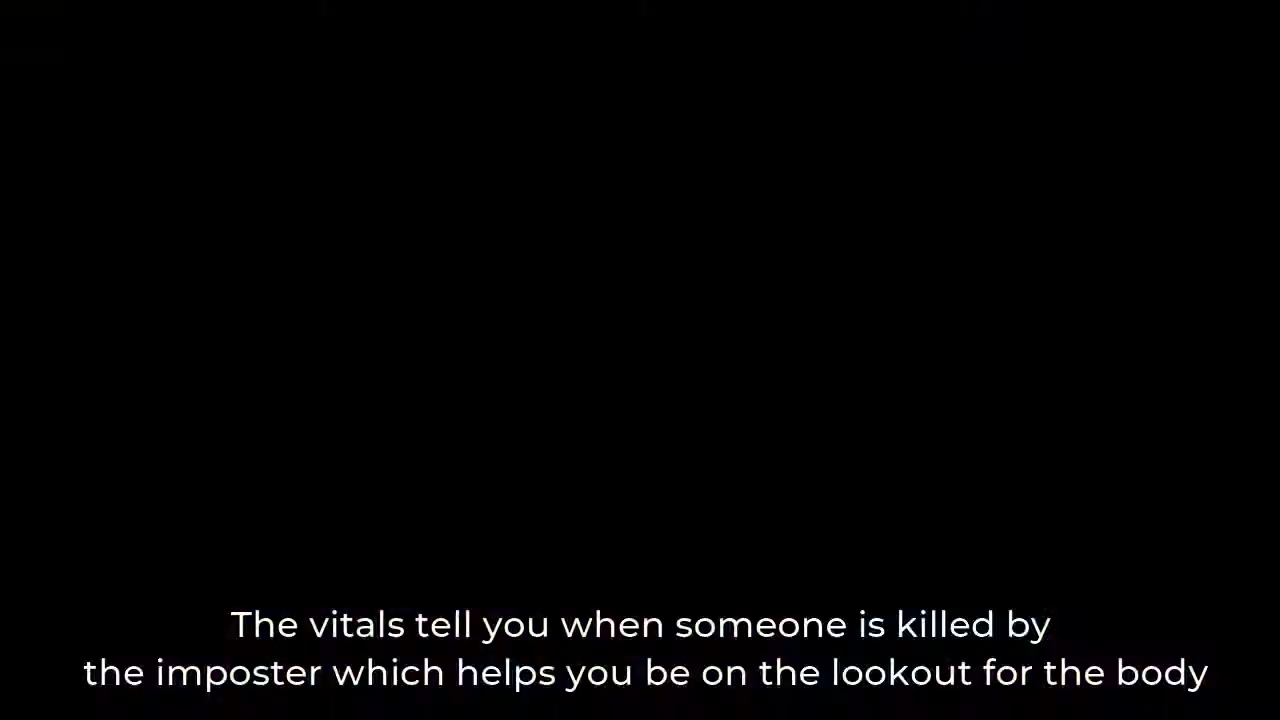 The vitals tell you when someone is killed by
the imposter which helps you be on the lookout for the body